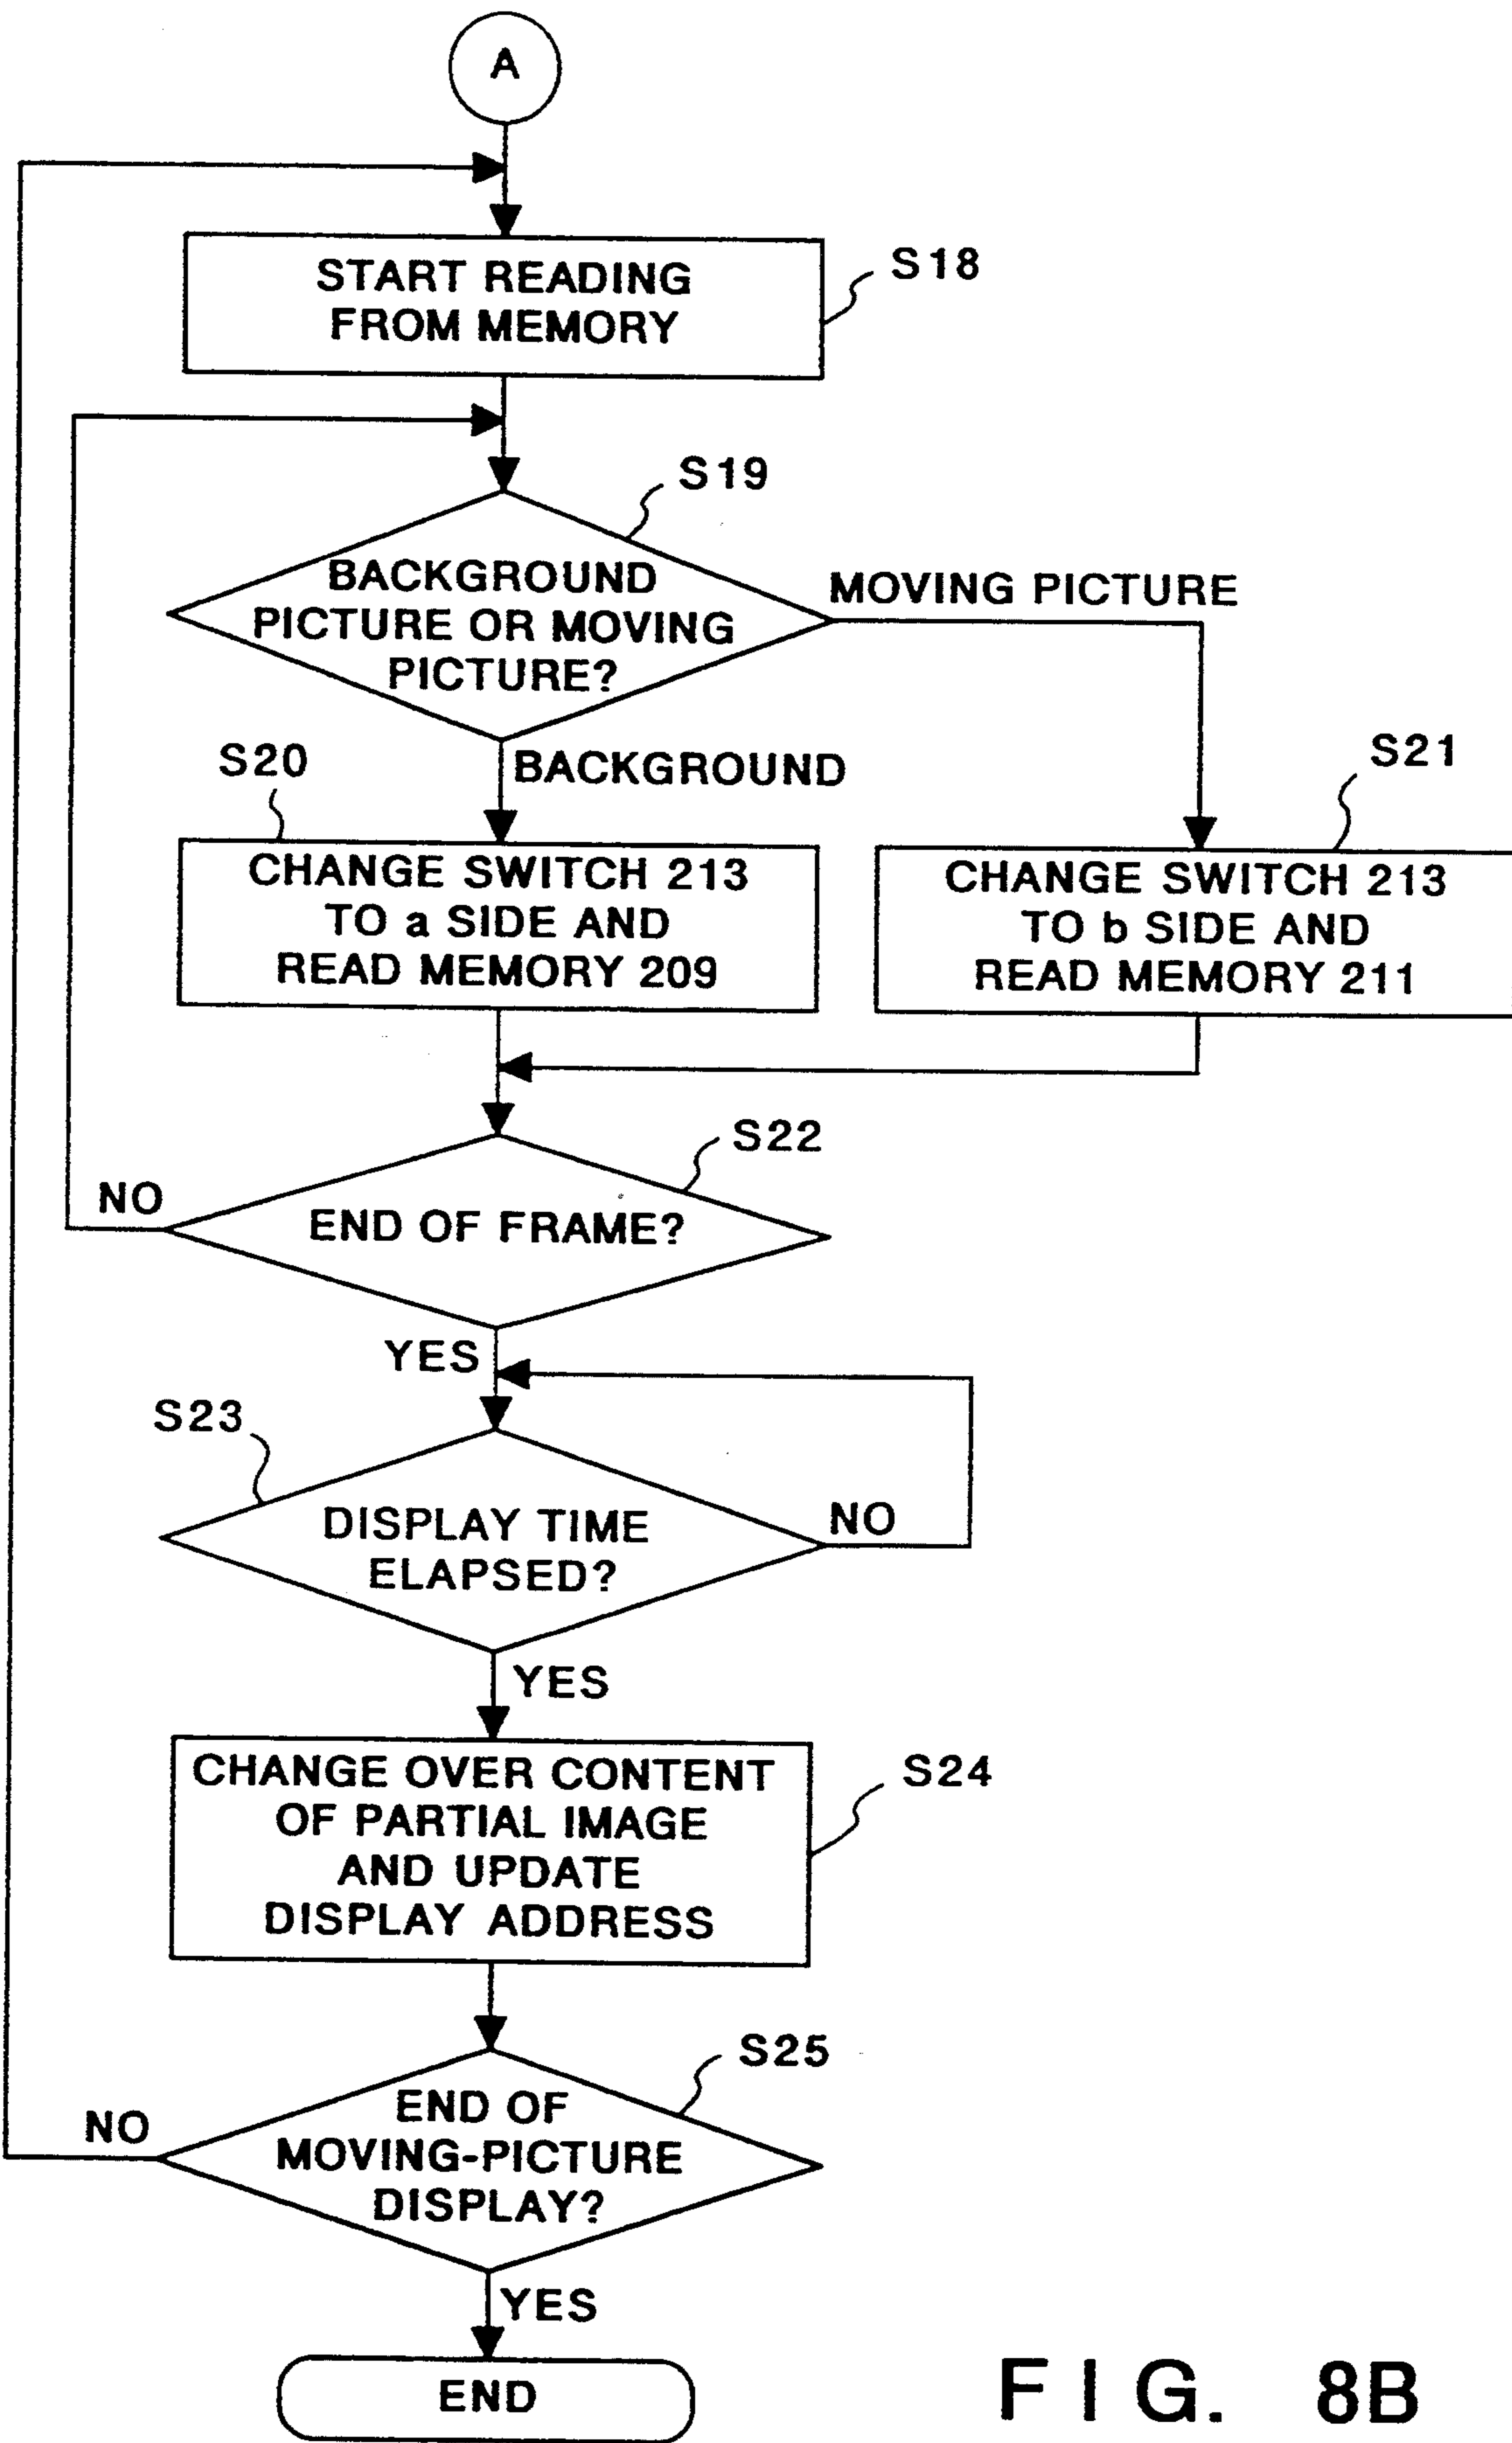 A
START READING
FROM MEMORY
S18
S19
BACKGROUND
PICTURE OR MOVING
PICTURE?
MOVING PICTURE
BACKGROUND
S20
CHANGE SWITCH 213
TO a SIDE AND
READ MEMORY 209
S21
CHANGE SWITCH 213
TO b SIDE AND
READ MEMORY 211
S22
END OF FRAME?
NO
YES
S23
DISPLAY TIME
ELAPSED?
NO
YES
S24
CHANGE OVER CONTENT
OF PARTIAL IMAGE
AND UPDATE
DISPLAY ADDRESS
S25
END OF
MOVING-PICTURE
DISPLAY?
NO
YES
END
FIG. 8B